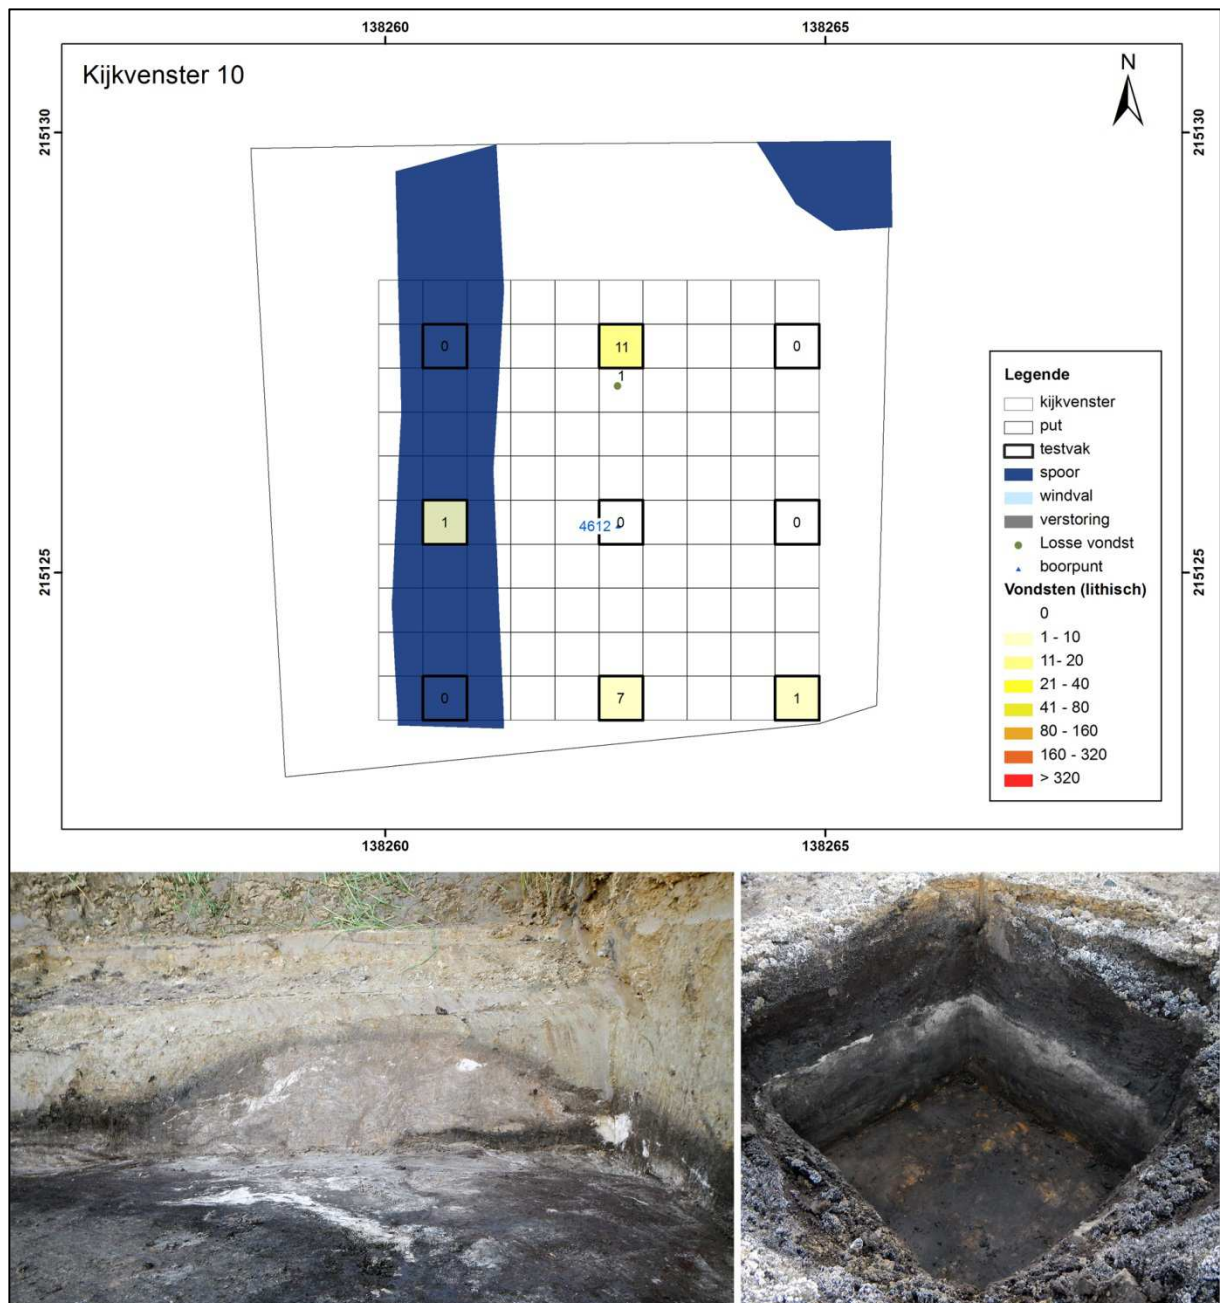 138260 138265
Kijkvenster 10
N
215130 215130
0 11 0
1
1 4612 0 0
215125 215125
0 7 1
Legende
kijkvenster
put
testvak
spoor
windval
verstoring
Losse vondst
boorpunt
Vondsten (lithisch)
0
1 - 10
11- 20
21 - 40
41 - 80
80 - 160
160 - 320
> 320
138260 138265